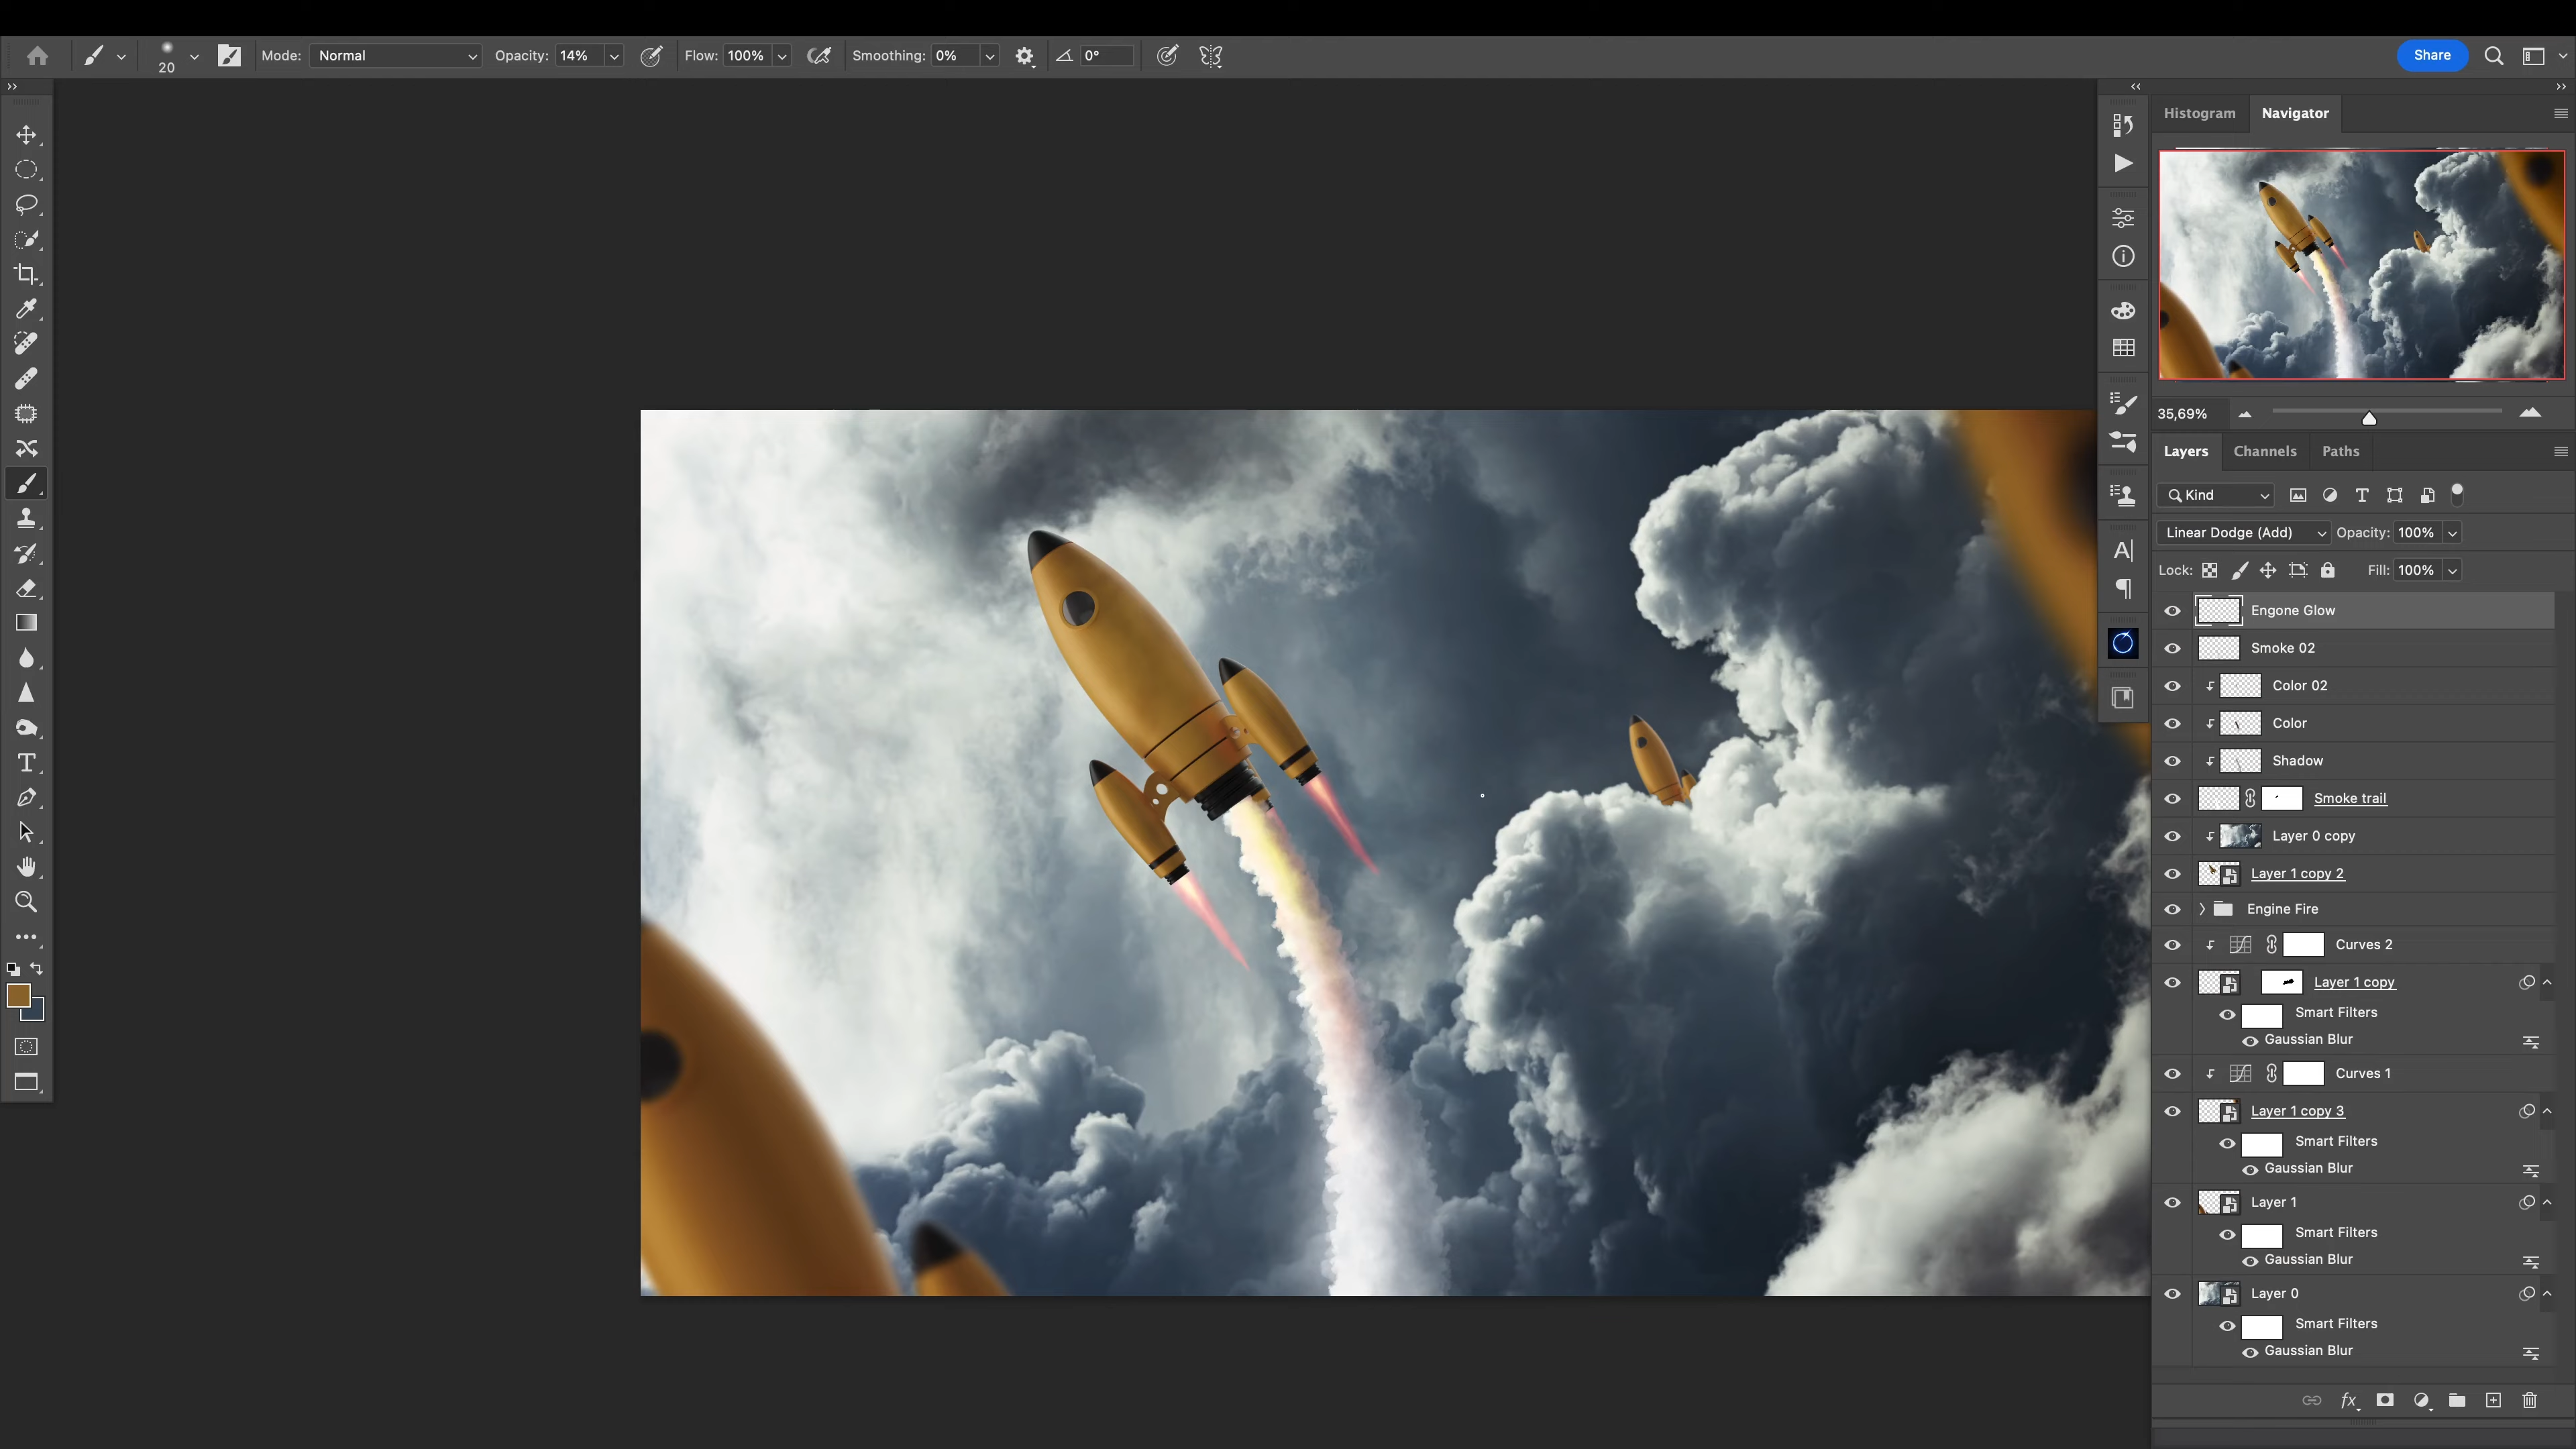 20
Mode: Normal
Opacity: 14%
Flow: 100%
Smoothing: 0%
0°
Share
Histogram
Navigator
35,69%
Layers
Channels
Paths
Kind
Linear Dodge (Add)
Opacity: 100%
Lock:
Fill: 100%
Engone Glow
Smoke 02
Color 02
Color
Shadow
Smoke trail
Layer 0 copy
Layer 1 copy 2
Engine Fire
Curves 2
Layer 1 copy
Smart Filters
Gaussian Blur
Curves 1
Layer 1 copy 3
Smart Filters
Gaussian Blur
Layer 1
Smart Filters
Gaussian Blur
Layer 0
Smart Filters
Gaussian Blur
fx